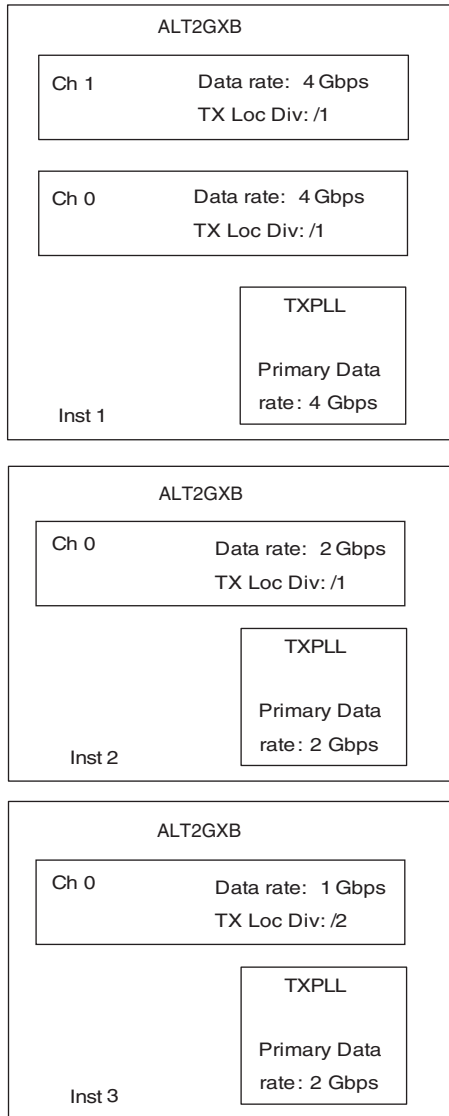 ALT2GXB
Ch 1
Data rate: 4 Gbps
TX Loc Div: /1
Ch 0
Data rate: 4 Gbps
TX Loc Div: /1
TXPLL
Primary Data
rate: 4 Gbps
Inst 1
ALT2GXB
Ch 0
Data rate: 2 Gbps
TX Loc Div: /1
TXPLL
Primary Data
rate: 2 Gbps
Inst 2
ALT2GXB
Ch 0
Data rate: 1 Gbps
TX Loc Div: /2
TXPLL
Primary Data
rate: 2 Gbps
Inst 3